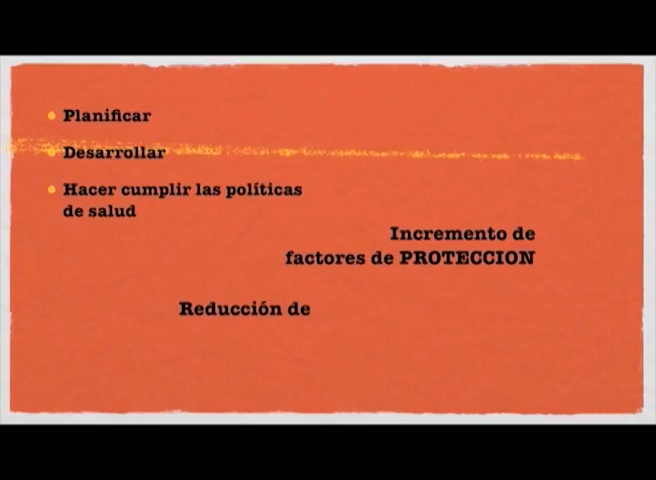 Planificar
Desarrollar
Hacer cumplir las políticas
de salud
Incremento de
factores de PROTECCION
Reducción de